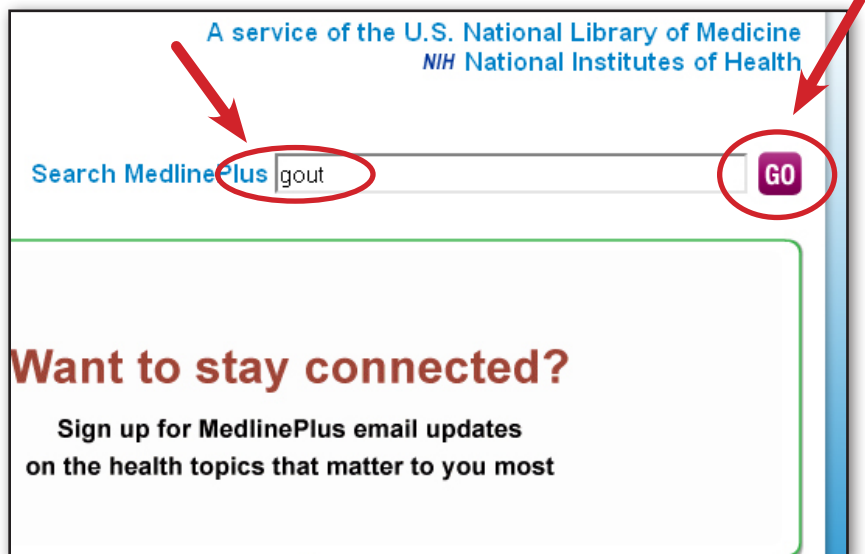 A service of the U.S. National Library of Medicine
NIH National Institutes of Health
Search MedlinePlus gout GO
Want to stay connected?
Sign up for MedlinePlus email updates
on the health topics that matter to you most